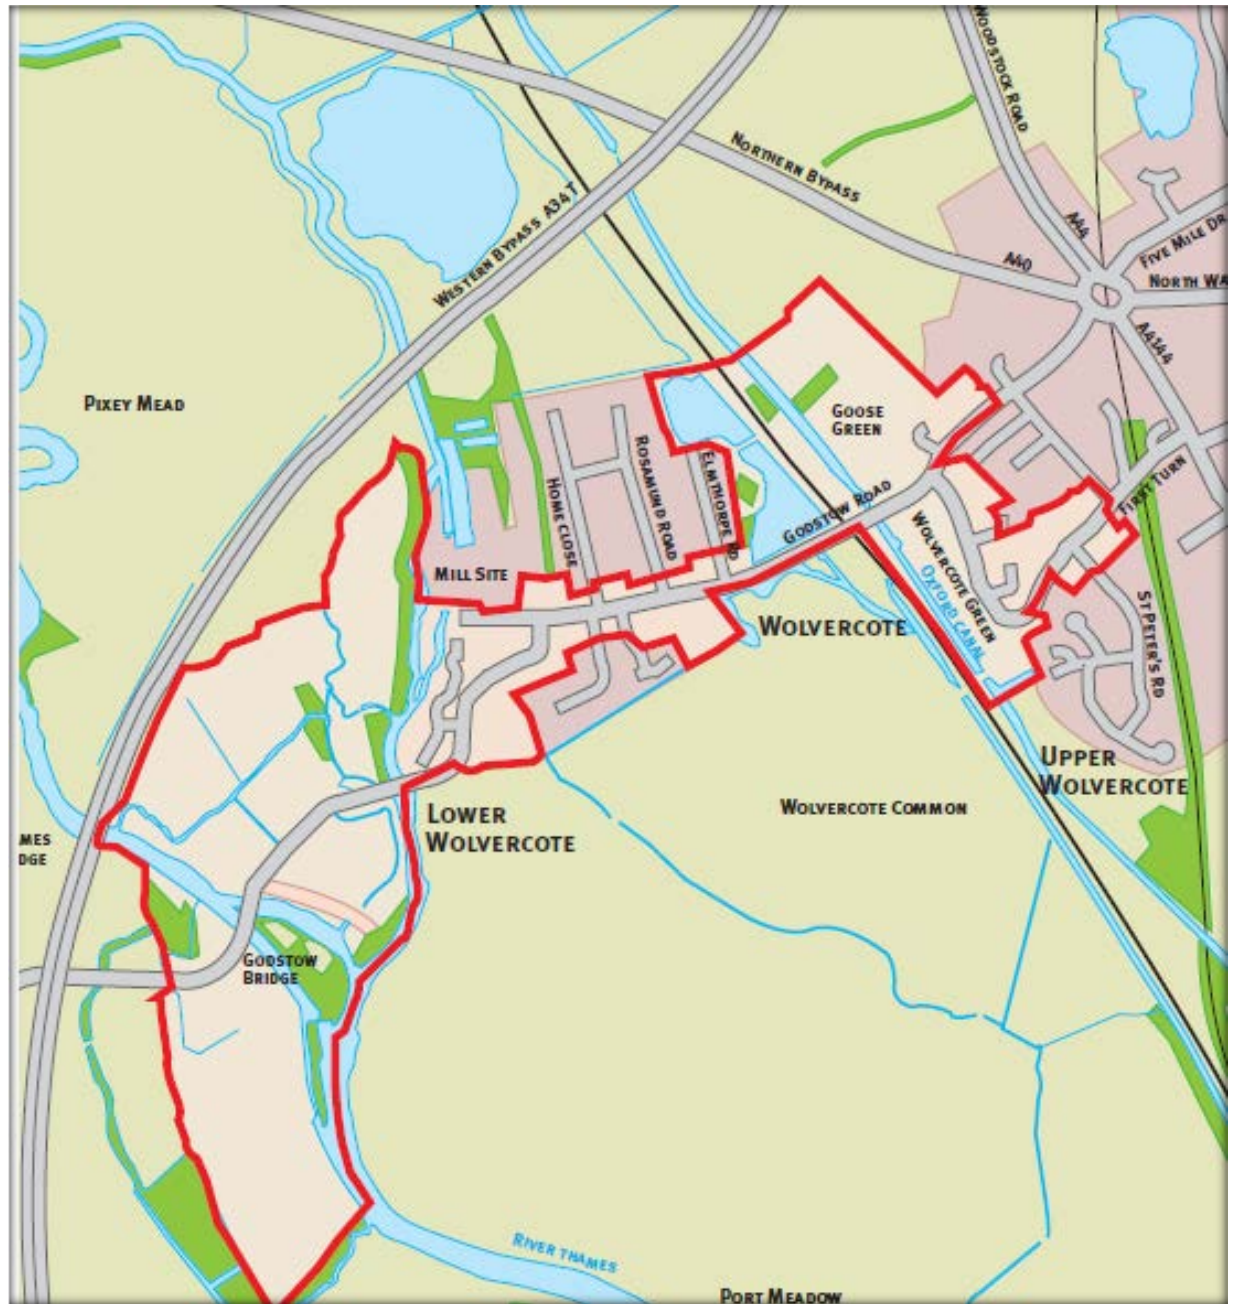 WOODSTOCK ROAD
NORTHERN BYPASS
WESTERN BYPASS A34 T
A44
FIVE MILE DR
A40
NORTH WA
A4144
PIXEY MEAD
GOOSE
GREEN
HOME CLOSE
ROSAMUND ROAD
ELMTHORPE RD
GODSTOW ROAD
FIRST TURN
MILL SITE
WOLVERCOTE GREEN
OXFORD CANAL
WOLVERCOTE
ST PETER'S RD
UPPER
WOLVERCOTE
LOWER
WOLVERCOTE
WOLVERCOTE COMMON
MES
DGE
GODSTOW
BRIDGE
RIVER THAMES
PORT MEADOW